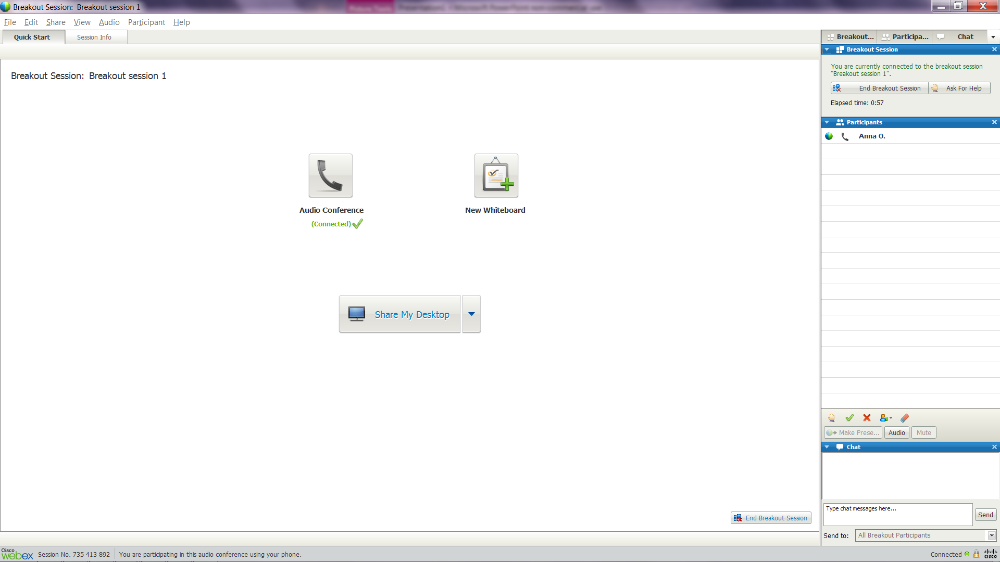 Breakout Session: Breakout session 1
File Edit Share View Audio Participant Help
Quick Start Session Info
Breakout Session: Breakout session 1
Audio Conference
(Connected)
New Whiteboard
Share My Desktop
End Breakout Session
Breakout... Participa... Chat
Breakout Session
You are currently connected to the breakout session
"Breakout session 1".
End Breakout Session Ask For Help
Elapsed time: 0:57
Participants
Anna O.
Make Prese... Audio Mute
Chat
Type chat messages here...
Send
Send to: All Breakout Participants
Cisco
webex Session No. 735 413 892 You are participating in this audio conference using your phone.
Connected
CISCO